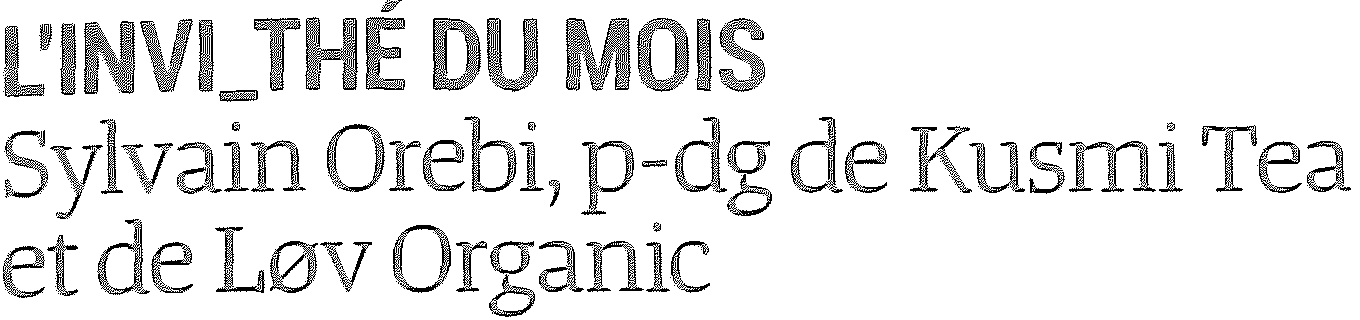 L'INVI_THÉ DU MOIS
Sylvain Orebi, p-dg de Kusmi Tea
et de Løv Organic